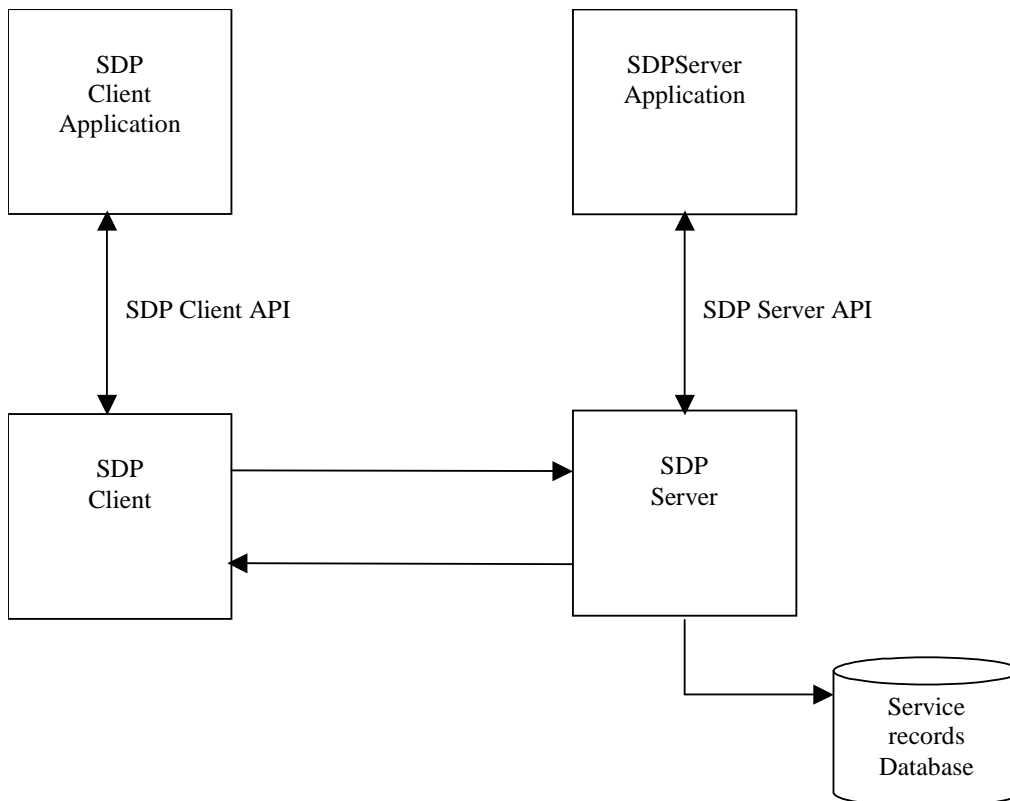 SDP
Client
Application
SDPServer
Application
SDP Client API
SDP Server API
SDP
Client
SDP
Server
Service
records
Database